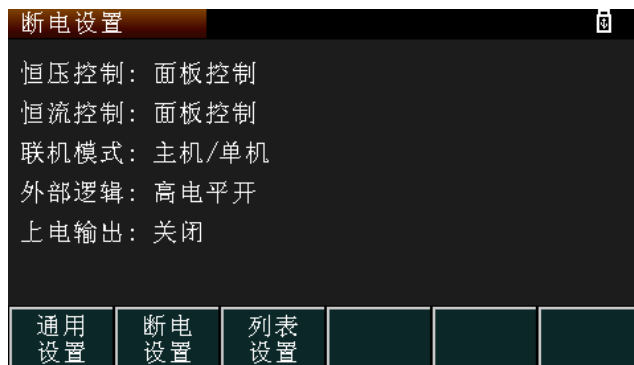 断电设置
恒压控制: 面板控制
恒流控制: 面板控制
联机模式: 主机/单机
外部逻辑: 高电平开
上电输出: 关闭
通用
设置
断电
设置
列表
设置